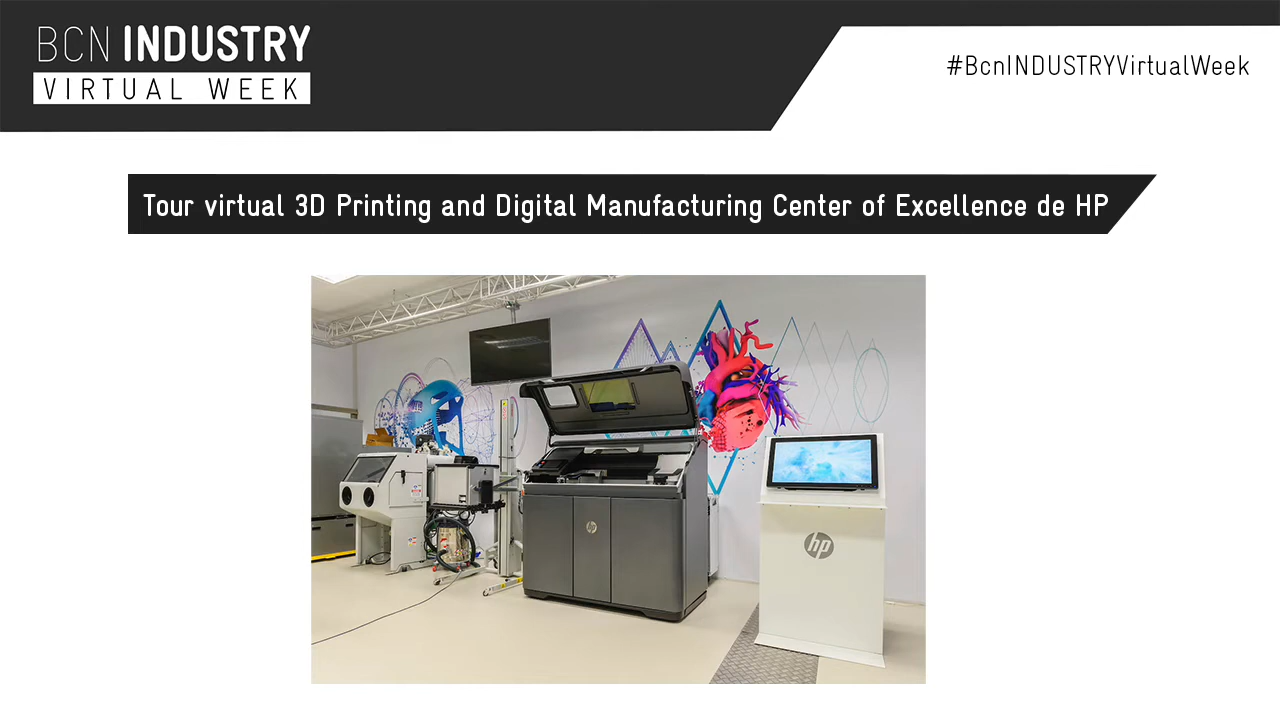 BCN INDUSTRY
VIRTUAL WEEK
#BcnINDUSTRYVirtualWeek
Tour virtual 3D Printing and Digital Manufacturing Center of Excellence de HP
hp
hp